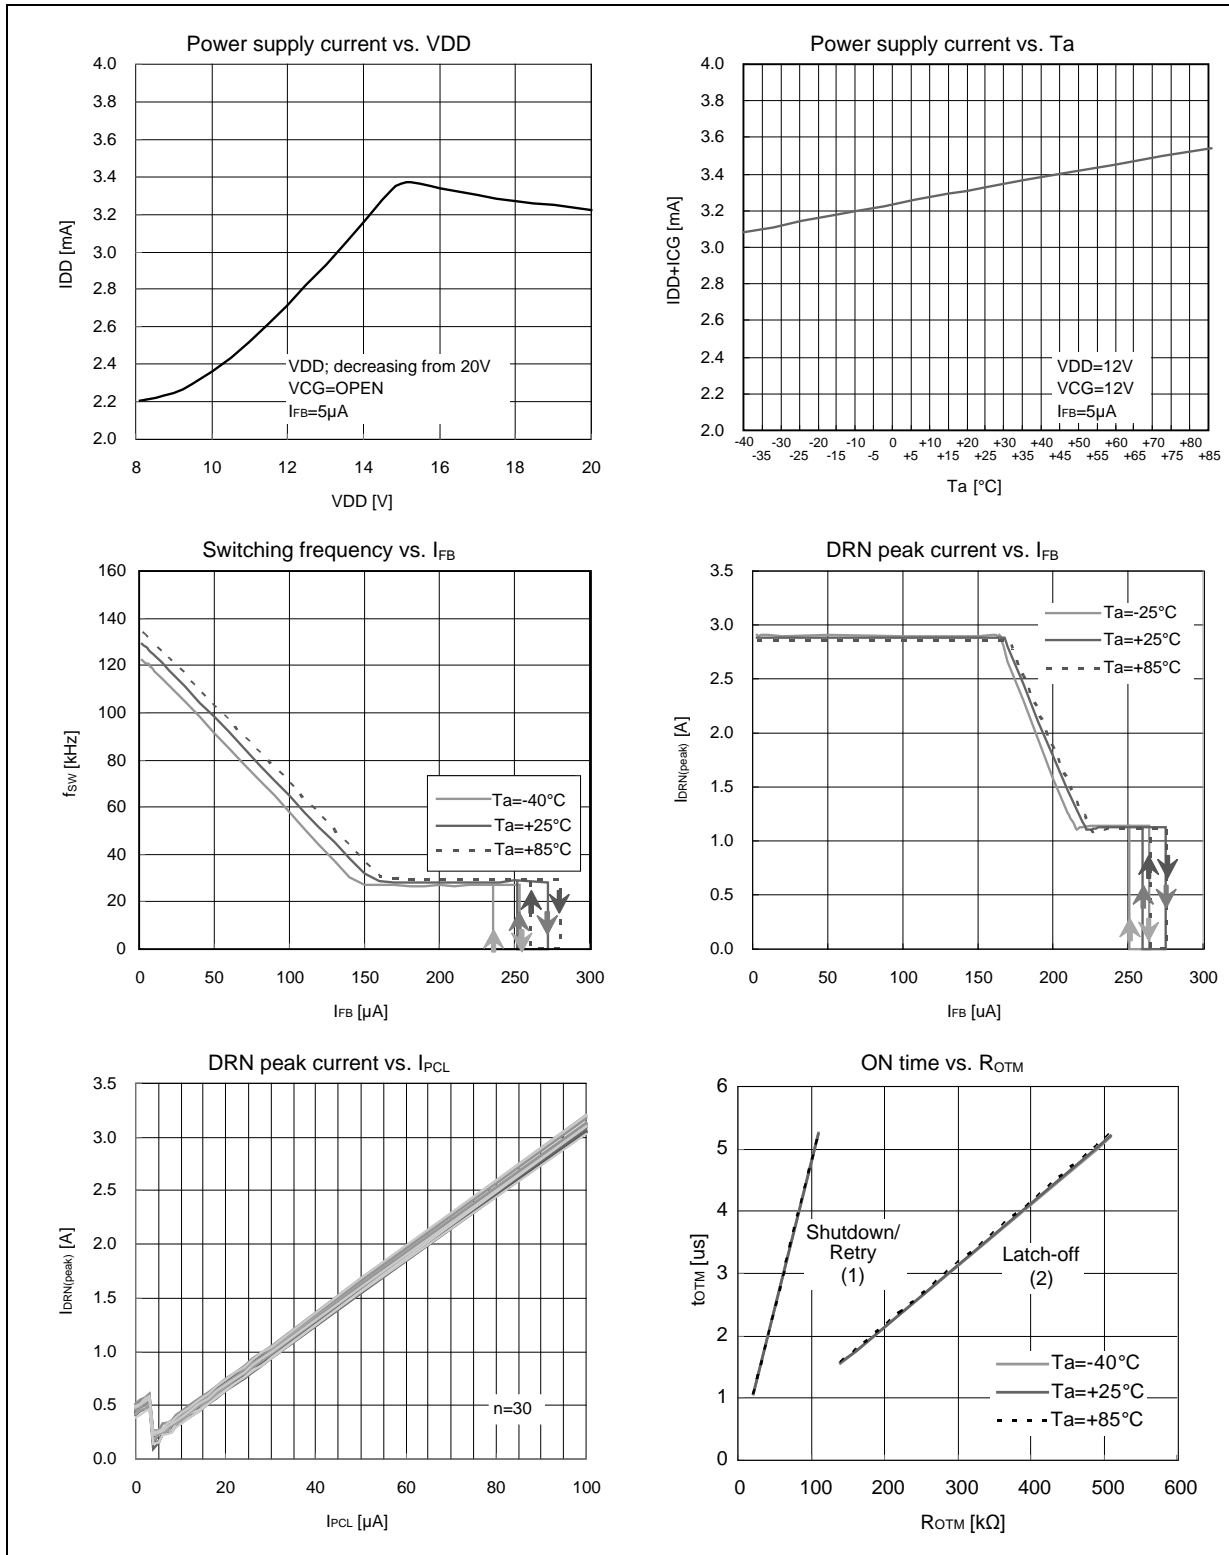 Power supply current vs. VDD
4.0
3.8
3.6
3.4
3.2
3.0
2.8
2.6
2.4
2.2
2.0
IDD [mA]
VDD; decreasing from 20V
VCG=OPEN
IFB=5µA
8 10 12 14 16 18 20
VDD [V]
Power supply current vs. Ta
4.0
3.8
3.6
3.4
3.2
3.0
2.8
2.6
2.4
2.2
2.0
IDD+ICG [mA]
VDD=12V
VCG=12V
IFB=5µA
-40 -30 -20 -10 0 +10 +20 +30 +40 +50 +60 +70 +80
-35 -25 -15 -5 +5 +15 +25 +35 +45 +55 +65 +75 +85
Ta [°C]
Switching frequency vs. IFB
160
140
120
100
80
60
40
20
0
fSW [kHz]
Ta=-40°C
Ta=+25°C
Ta=+85°C
0 50 100 150 200 250 300
IFB [µA]
DRN peak current vs. IFB
3.5
3.0
2.5
2.0
1.5
1.0
0.5
0.0
IDRN(peak) [A]
Ta=-25°C
Ta=+25°C
Ta=+85°C
0 50 100 150 200 250 300
IFB [uA]
DRN peak current vs. IPCL
3.5
3.0
2.5
2.0
1.5
1.0
0.5
0.0
IDRN(peak) [A]
n=30
0 20 40 60 80 100
IPCL [µA]
ON time vs. ROTM
6
5
4
3
2
1
0
tOTM [us]
Shutdown/
Retry
(1)
Latch-off
(2)
Ta=-40°C
Ta=+25°C
Ta=+85°C
0 100 200 300 400 500 600
ROTM [kΩ]